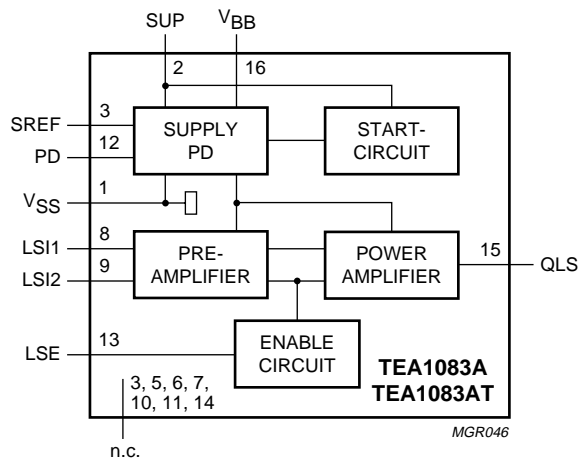 SUP
VBB
2
16
3
SREF
SUPPLY
PD
START-
CIRCUIT
12
PD
1
VSS
8
LSI1
PRE-
AMPLIFIER
POWER
AMPLIFIER
15
QLS
9
LSI2
13
LSE
ENABLE
CIRCUIT
TEA1083A
TEA1083AT
3, 5, 6, 7,
10, 11, 14
n.c.
MGR046